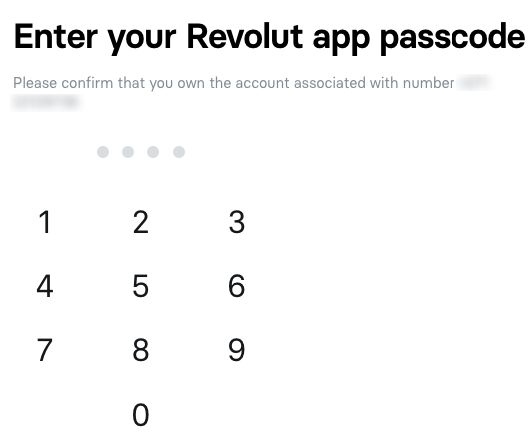 Enter your Revolut app passcode
Please confirm that you own the account associated with number
1 2 3
4 5 6
7 8 9
0